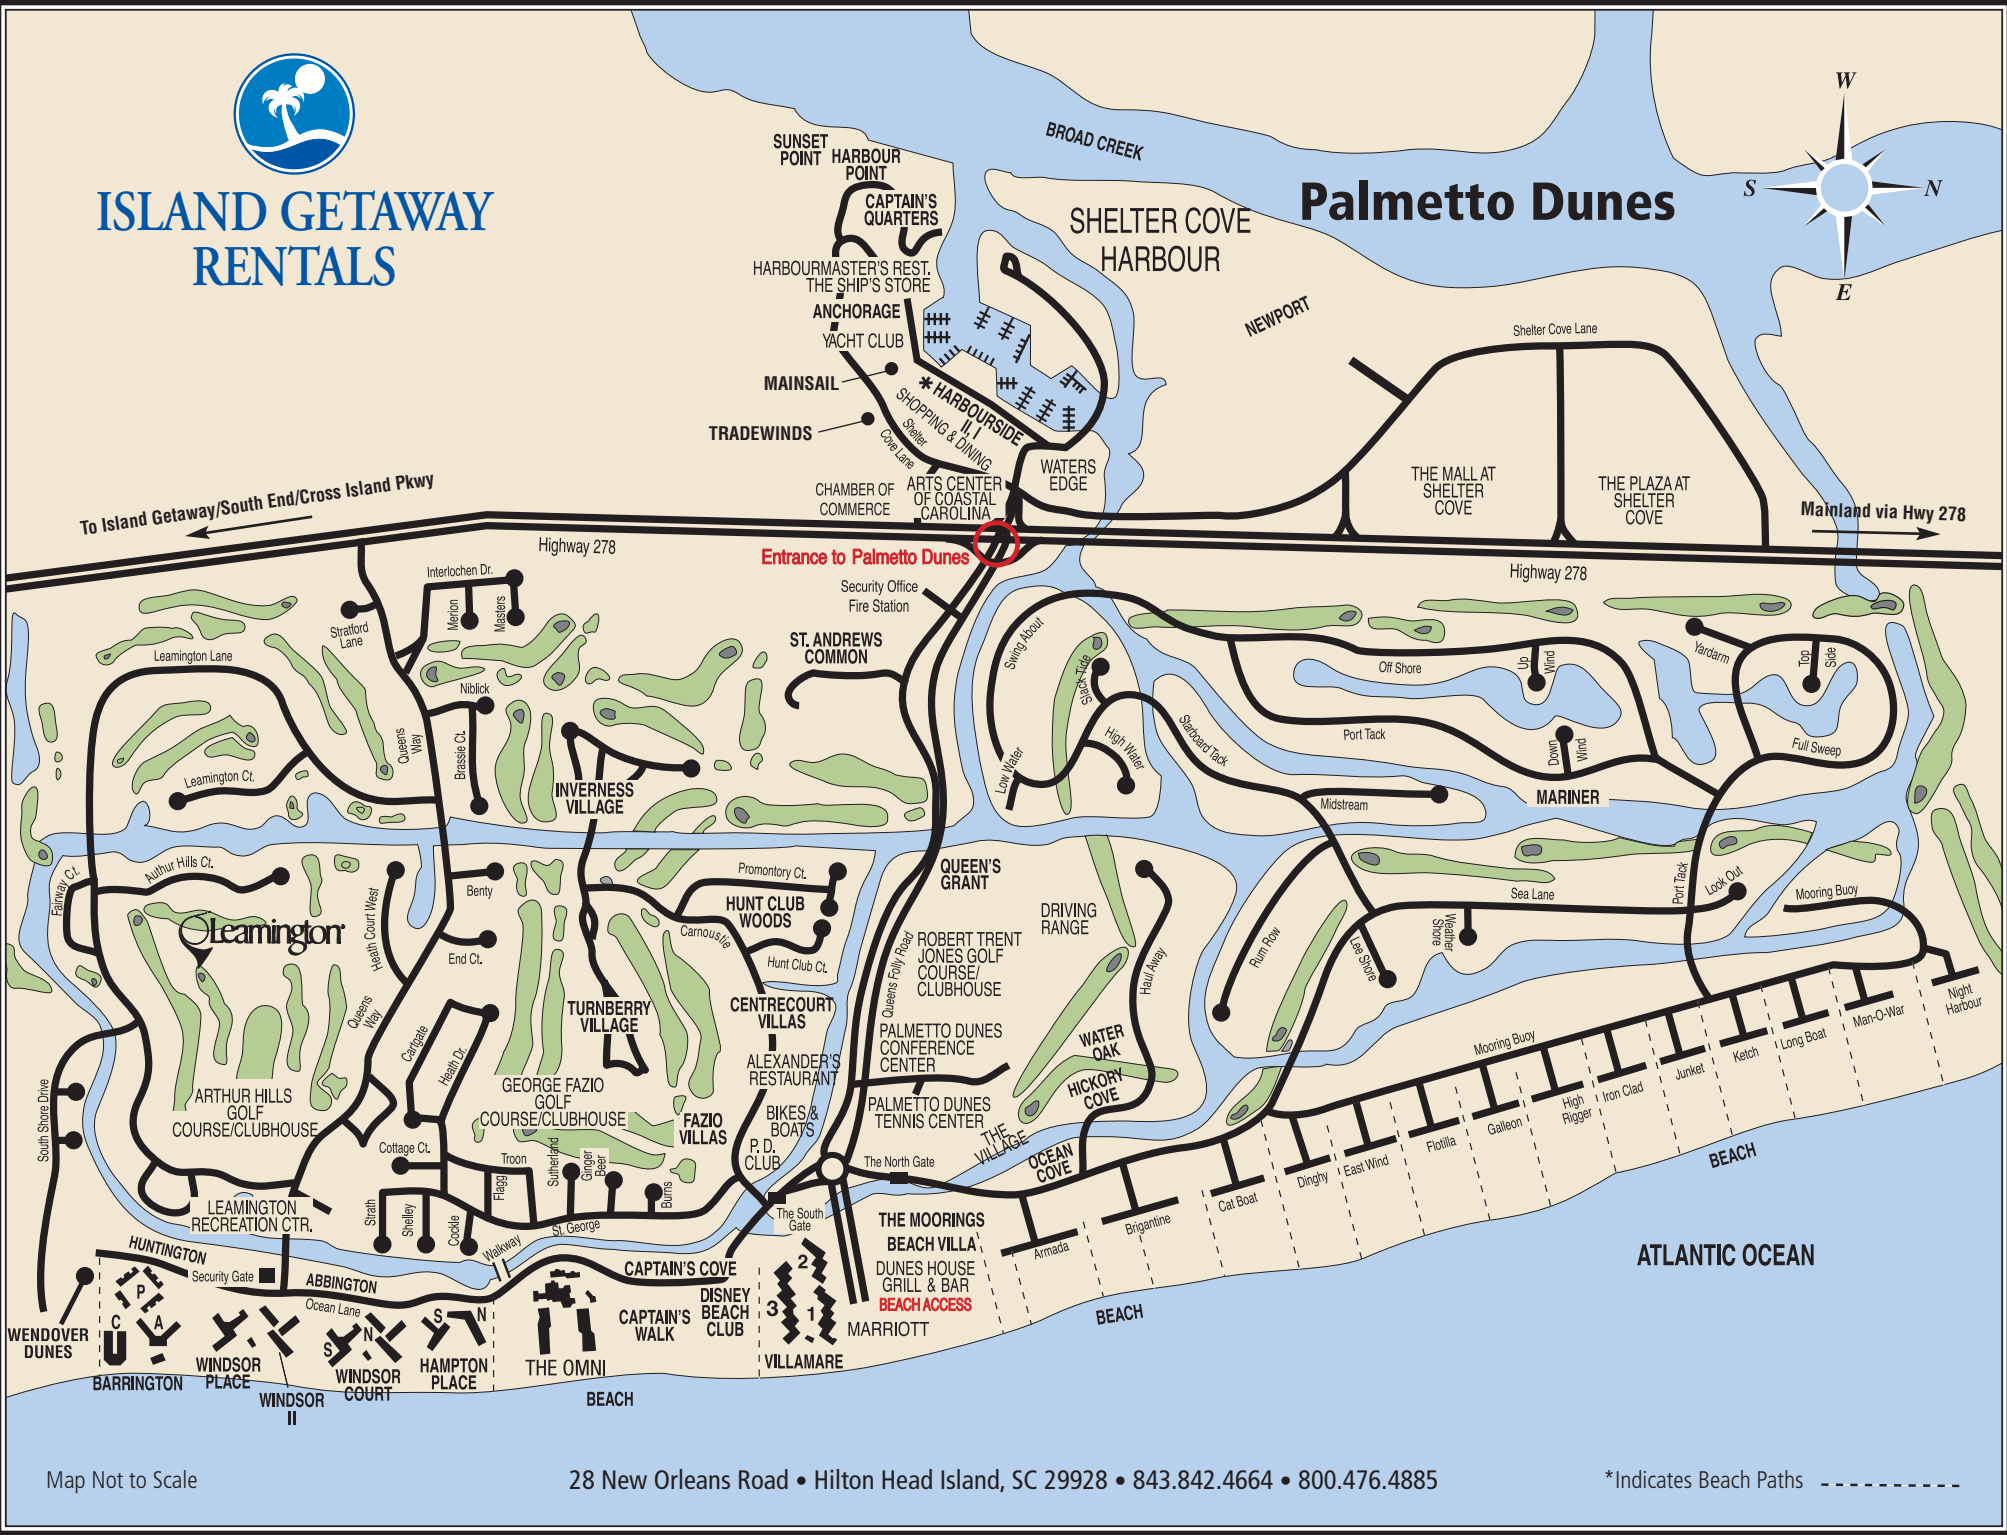 ISLAND GETAWAY
RENTALS
Palmetto Dunes
W
S
N
E
BROAD CREEK
SUNSET
POINT
HARBOUR
POINT
CAPTAIN'S
QUARTERS
SHELTER COVE
HARBOUR
HARBOURMASTER'S REST.
THE SHIP'S STORE
ANCHORAGE
YACHT CLUB
MAINSAIL
TRADEWINDS
* HARBOURSIDE
II, I
SHOPPING & DINING
Shelter
Cove Lane
NEWPORT
Shelter Cove Lane
WATERS
EDGE
CHAMBER OF
COMMERCE
ARTS CENTER
OF COASTAL
CAROLINA
THE MALL AT
SHELTER
COVE
THE PLAZA AT
SHELTER
COVE
To Island Getaway/South End/Cross Island Pkwy
Mainland via Hwy 278
Highway 278
Highway 278
Entrance to Palmetto Dunes
Security Office
Fire Station
Interlochen Dr.
Merion
Masters
Stratford
Lane
Leamington Lane
ST. ANDREWS
COMMON
Swing About
Slack Tide
Off Shore
Up
Wind
Yardarm
Top
Side
Niblick
Queens
Way
Brassie Ct.
Leamington Ct.
INVERNESS
VILLAGE
Low Water
High Water
Starboard Tack
Port Tack
Down
Wind
Full Sweep
Midstream
MARINER
Fairway Ct.
Authur Hills Ct.
Leamington
Heath Court West
Benty
End Ct.
Promontory Ct.
HUNT CLUB
WOODS
Carnoustie
Hunt Club Ct.
QUEEN'S
GRANT
DRIVING
RANGE
Queens Folly Road
ROBERT TRENT
JONES GOLF
COURSE/
CLUBHOUSE
Haul Away
Rum Row
Lee Shore
Weather
Shore
Sea Lane
Port Tack
Look Out
Mooring Buoy
Queens
Way
Cartgate
Heath Dr.
TURNBERRY
VILLAGE
CENTRECOURT
VILLAS
PALMETTO DUNES
CONFERENCE
CENTER
WATER
OAK
HICKORY
COVE
ALEXANDER'S
RESTAURANT
South Shore Drive
ARTHUR HILLS
GOLF
COURSE/CLUBHOUSE
GEORGE FAZIO
GOLF
COURSE/CLUBHOUSE
FAZIO
VILLAS
BIKES &
BOATS
P. D.
CLUB
PALMETTO DUNES
TENNIS CENTER
THE
VILLAGE
OCEAN
COVE
The North Gate
Cottage Ct.
Troon
Flagg
Sutherland
Ginger
Beer
Burns
Strath
Shelley
Cockle
St. George
Walkway
The South
Gate
LEAMINGTON
RECREATION CTR.
HUNTINGTON
Security Gate
ABBINGTON
Ocean Lane
CAPTAIN'S COVE
CAPTAIN'S
WALK
DISNEY
BEACH
CLUB
THE MOORINGS
BEACH VILLA
DUNES HOUSE
GRILL & BAR
BEACH ACCESS
MARRIOTT
2
3
1
VILLAMARE
THE OMNI
WENDOVER
DUNES
P
C
A
BARRINGTON
WINDSOR
PLACE
WINDSOR
II
N
S
WINDSOR
COURT
S
N
HAMPTON
PLACE
Mooring Buoy
Armada
Brigantine
Cat Boat
Dinghy
East Wind
Flotilla
Galleon
High
Rigger
Iron Clad
Junket
Ketch
Long Boat
Man-O-War
Night
Harbour
BEACH
BEACH
BEACH
ATLANTIC OCEAN
Map Not to Scale
28 New Orleans Road • Hilton Head Island, SC 29928 • 843.842.4664 • 800.476.4885
*Indicates Beach Paths